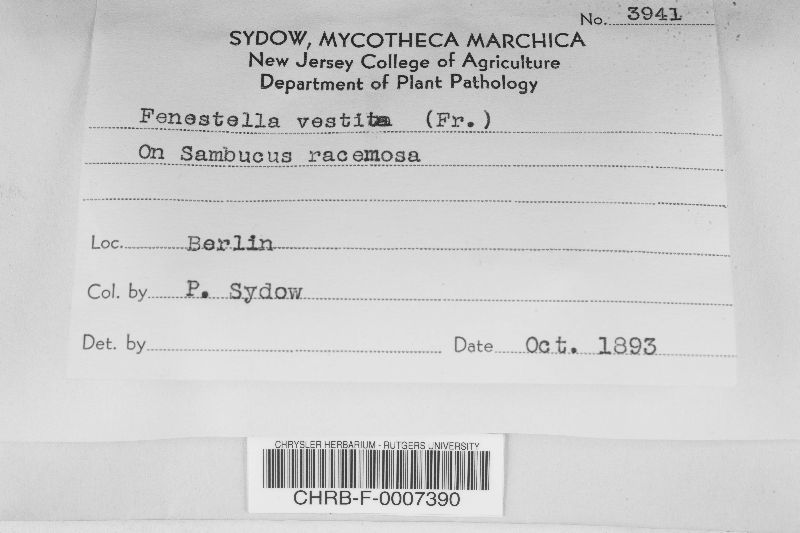 No. 3941
SYDOW, MYCOTHECA MARCHICA
New Jersey College of Agriculture
Department of Plant Pathology
Fenestella vestita (Fr.)
On Sambucus racemosa
Loc. Berlin
Col. by P. Sydow
Det. by Date Oct. 1893
CHRYSLER HERBARIUM - RUTGERS UNIVERSITY
CHRB-F-0007390